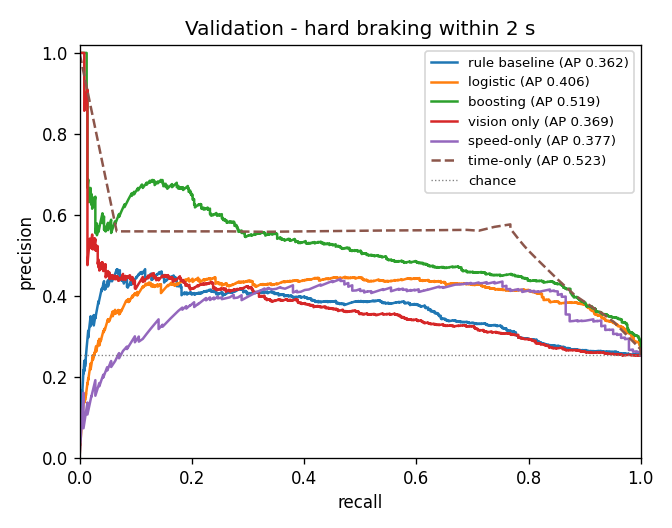 Validation - hard braking within 2 s
rule baseline (AP 0.362)
logistic (AP 0.406)
boosting (AP 0.519)
vision only (AP 0.369)
speed-only (AP 0.377)
time-only (AP 0.523)
chance
precision
1.0
0.8
0.6
0.4
0.2
0.0
0.0 0.2 0.4 0.6 0.8 1.0
recall